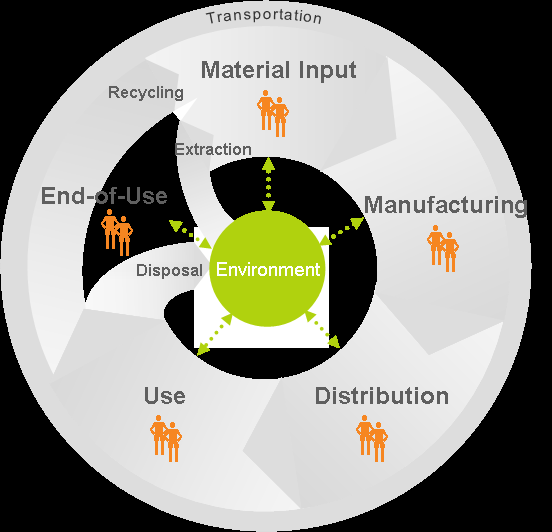 Transportation
Material Input
Recycling
Extraction
End-of-Use
Manufacturing
Disposal
Environment
Use
Distribution